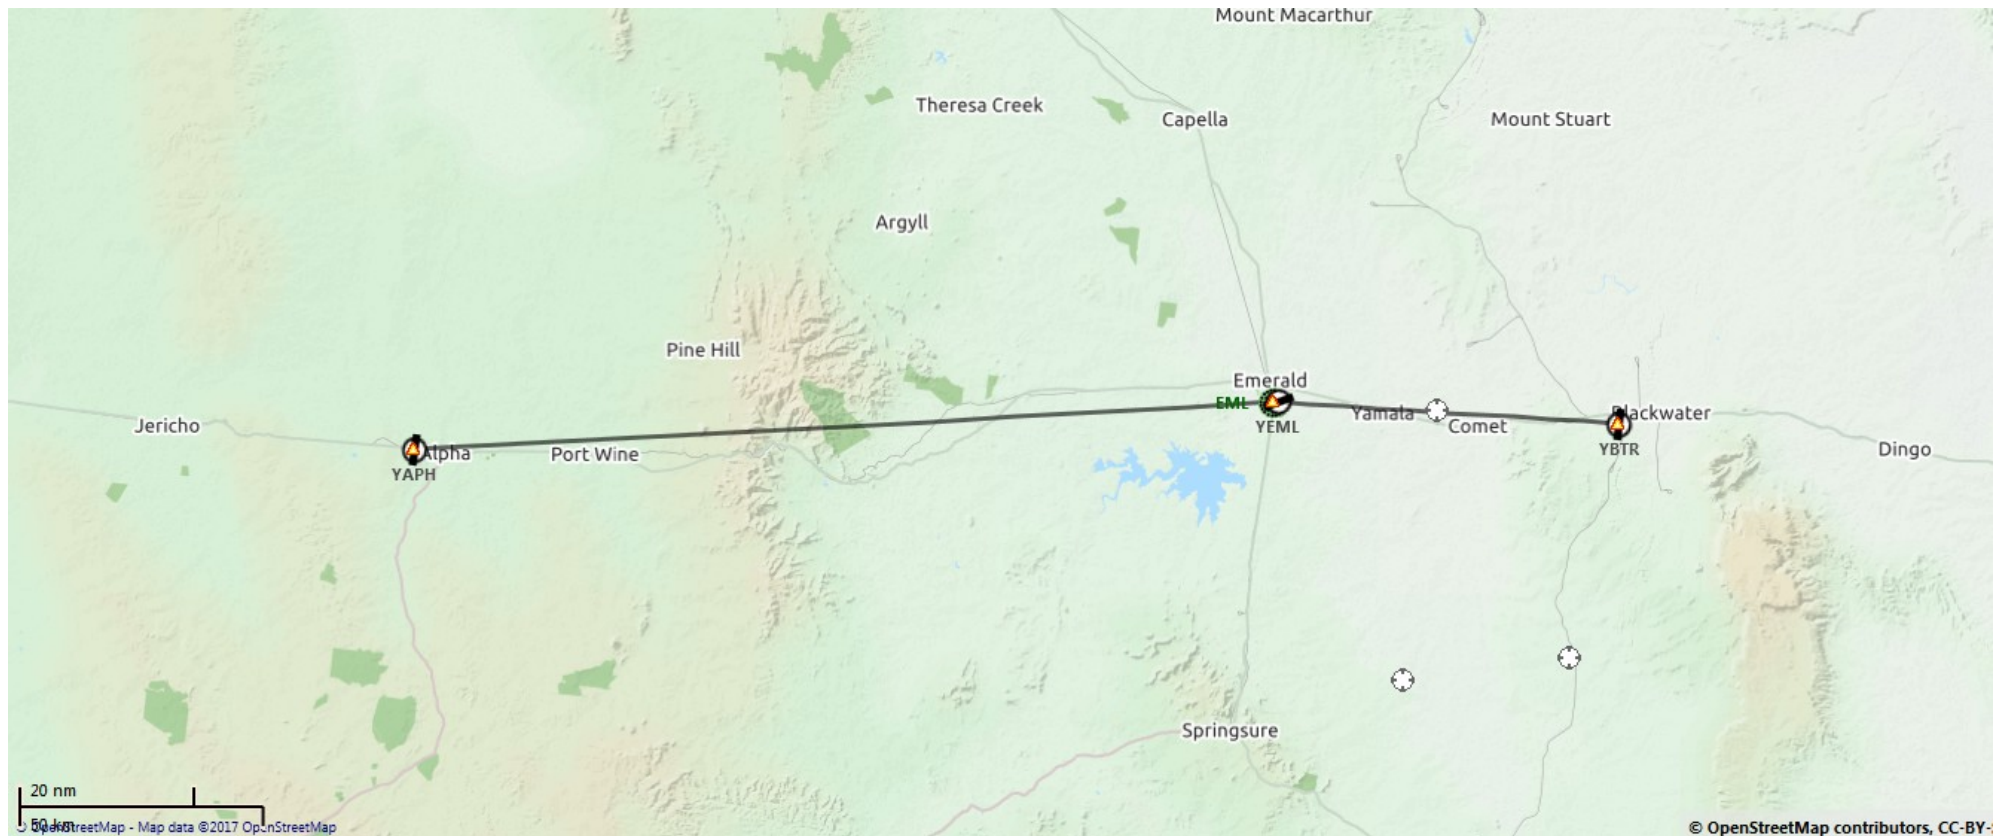 Mount Macarthur
Theresa Creek
Capella
Mount Stuart
Argyll
Pine Hill
Emerald
EML
YEML
Yamala
Comet
Blackwater
YBTR
Jericho
Alpha
YAPH
Port Wine
Dingo
Springsure
20 nm
50 km
© OpenStreetMap - Map data ©2017 OpenStreetMap
© OpenStreetMap contributors, CC-BY-